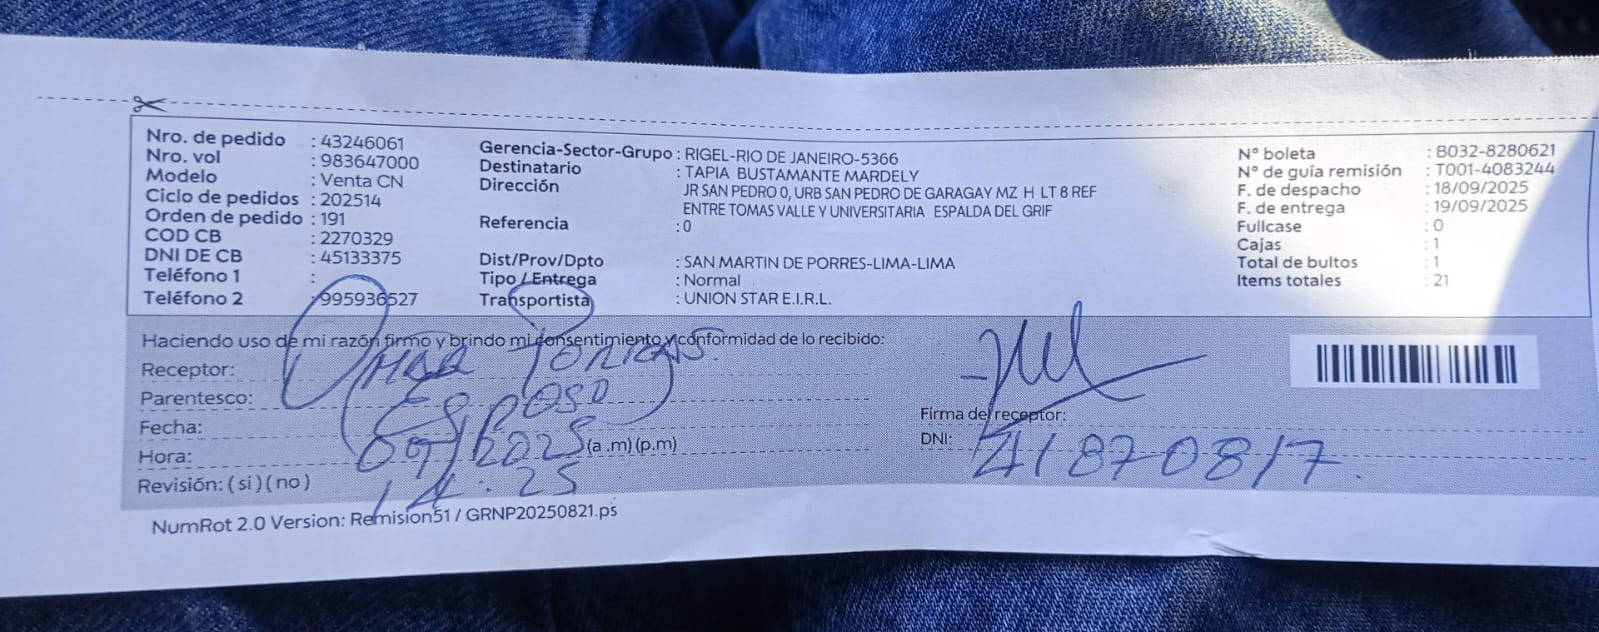 Nro. de pedido : 43246061
Nro. vol : 983647000
Modelo : Venta CN
Ciclo de pedidos : 202514
Orden de pedido : 191
COD CB : 2270329
DNI DE CB : 45133375
Teléfono 1 :
Teléfono 2 : 995936527
Gerencia-Sector-Grupo : RIGEL-RIO DE JANEIRO-5366
Destinatario : TAPIA BUSTAMANTE MARDELY
Dirección JR SAN PEDRO 0, URB SAN PEDRO DE GARAGAY MZ H LT 8 REF
ENTRE TOMAS VALLE Y UNIVERSITARIA ESPALDA DEL GRIF
Referencia : 0
Dist/Prov/Dpto : SAN MARTIN DE PORRES-LIMA-LIMA
Tipo / Entrega : Normal
Transportista : UNION STAR E.I.R.L.
N° boleta : B032-8280621
N° de guía remisión : T001-4083244
F. de despacho : 18/09/2025
F. de entrega : 19/09/2025
Fullcase : 0
Cajas : 1
Total de bultos : 1
Items totales : 21
Haciendo uso de mi razón firmo y brindo mi consentimiento y conformidad de lo recibido:
Receptor: Omar
Parentesco: Esposo
Fecha: 09/2025
Hora: 14:25 (a .m) (p.m)
Revisión: ( si ) ( no )
Firma de receptor:
DNI: 41870817.
NumRot 2.0 Version: Remision51 / GRNP20250821.ps